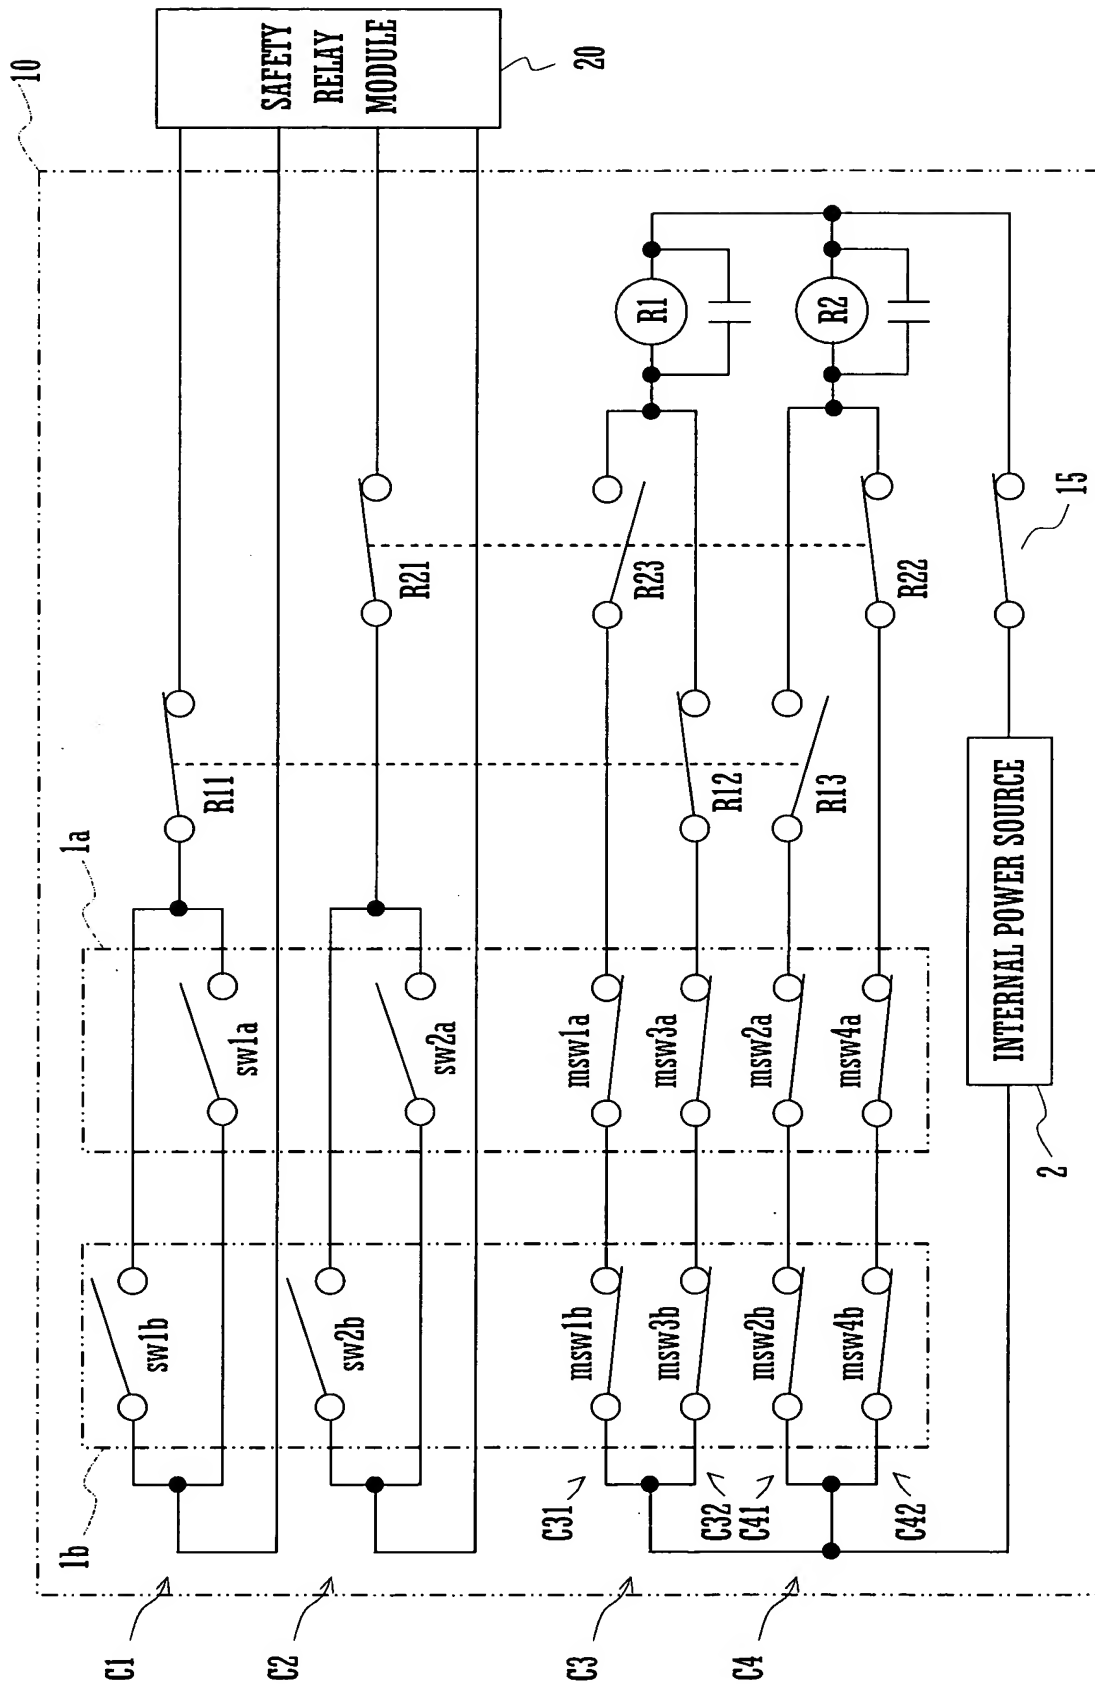 10
SAFETY
RELAY
MODULE
20
1a
1b
C1
C2
C3
C4
R11
R21
sw1a
sw1b
sw2a
sw2b
R1
R2
R23
R12
R13
R22
msw1a
msw3a
msw2a
msw4a
msw1b
msw3b
msw2b
msw4b
C31
C32
C41
C42
15
INTERNAL POWER SOURCE
2